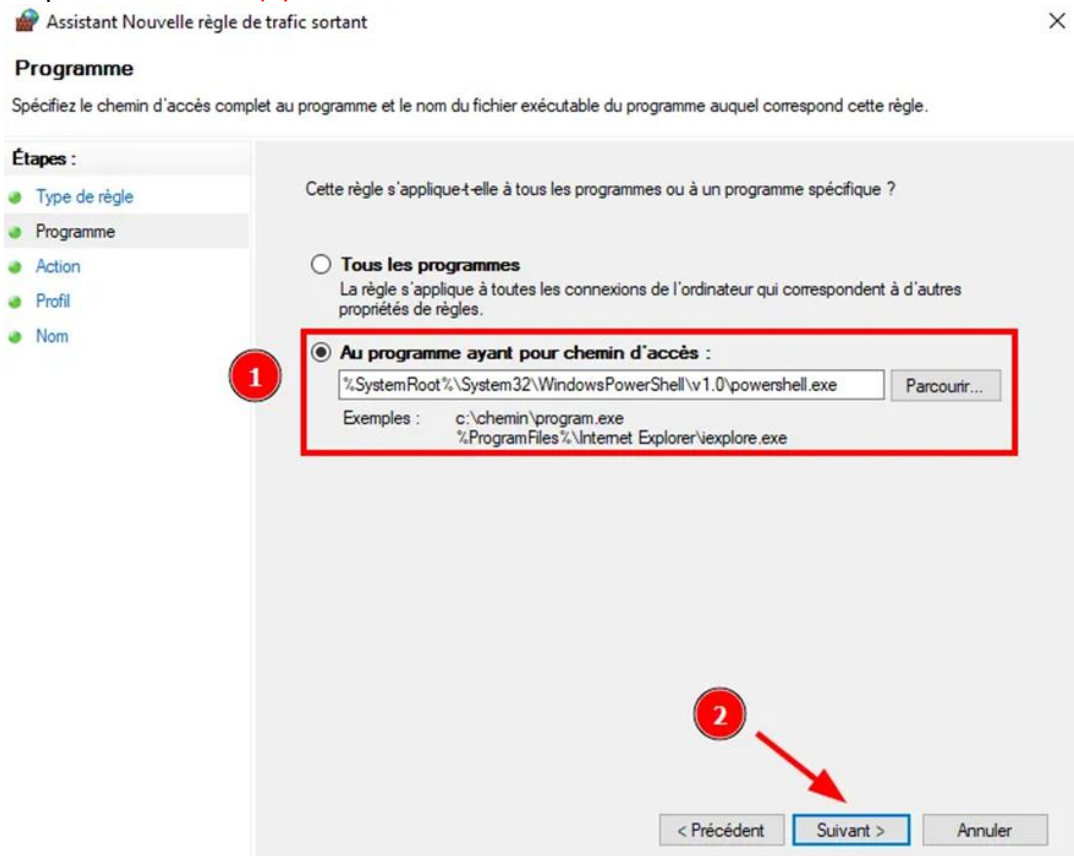 Assistant Nouvelle règle de trafic sortant
Programme
Spécifiez le chemin d'accès complet au programme et le nom du fichier exécutable du programme auquel correspond cette règle.
Étapes :
Type de règle
Programme
Action
Profil
Nom
Cette règle s'applique-t-elle à tous les programmes ou à un programme spécifique ?
Tous les programmes
La règle s'applique à toutes les connexions de l'ordinateur qui correspondent à d'autres
propriétés de règles.
1
Au programme ayant pour chemin d'accès :
%SystemRoot%\System32\WindowsPowerShell\v1.0\powershell.exe
Parcourir...
Exemples : c:\chemin\program.exe
%ProgramFiles%\Internet Explorer\iexplore.exe
2
< Précédent
Suivant >
Annuler